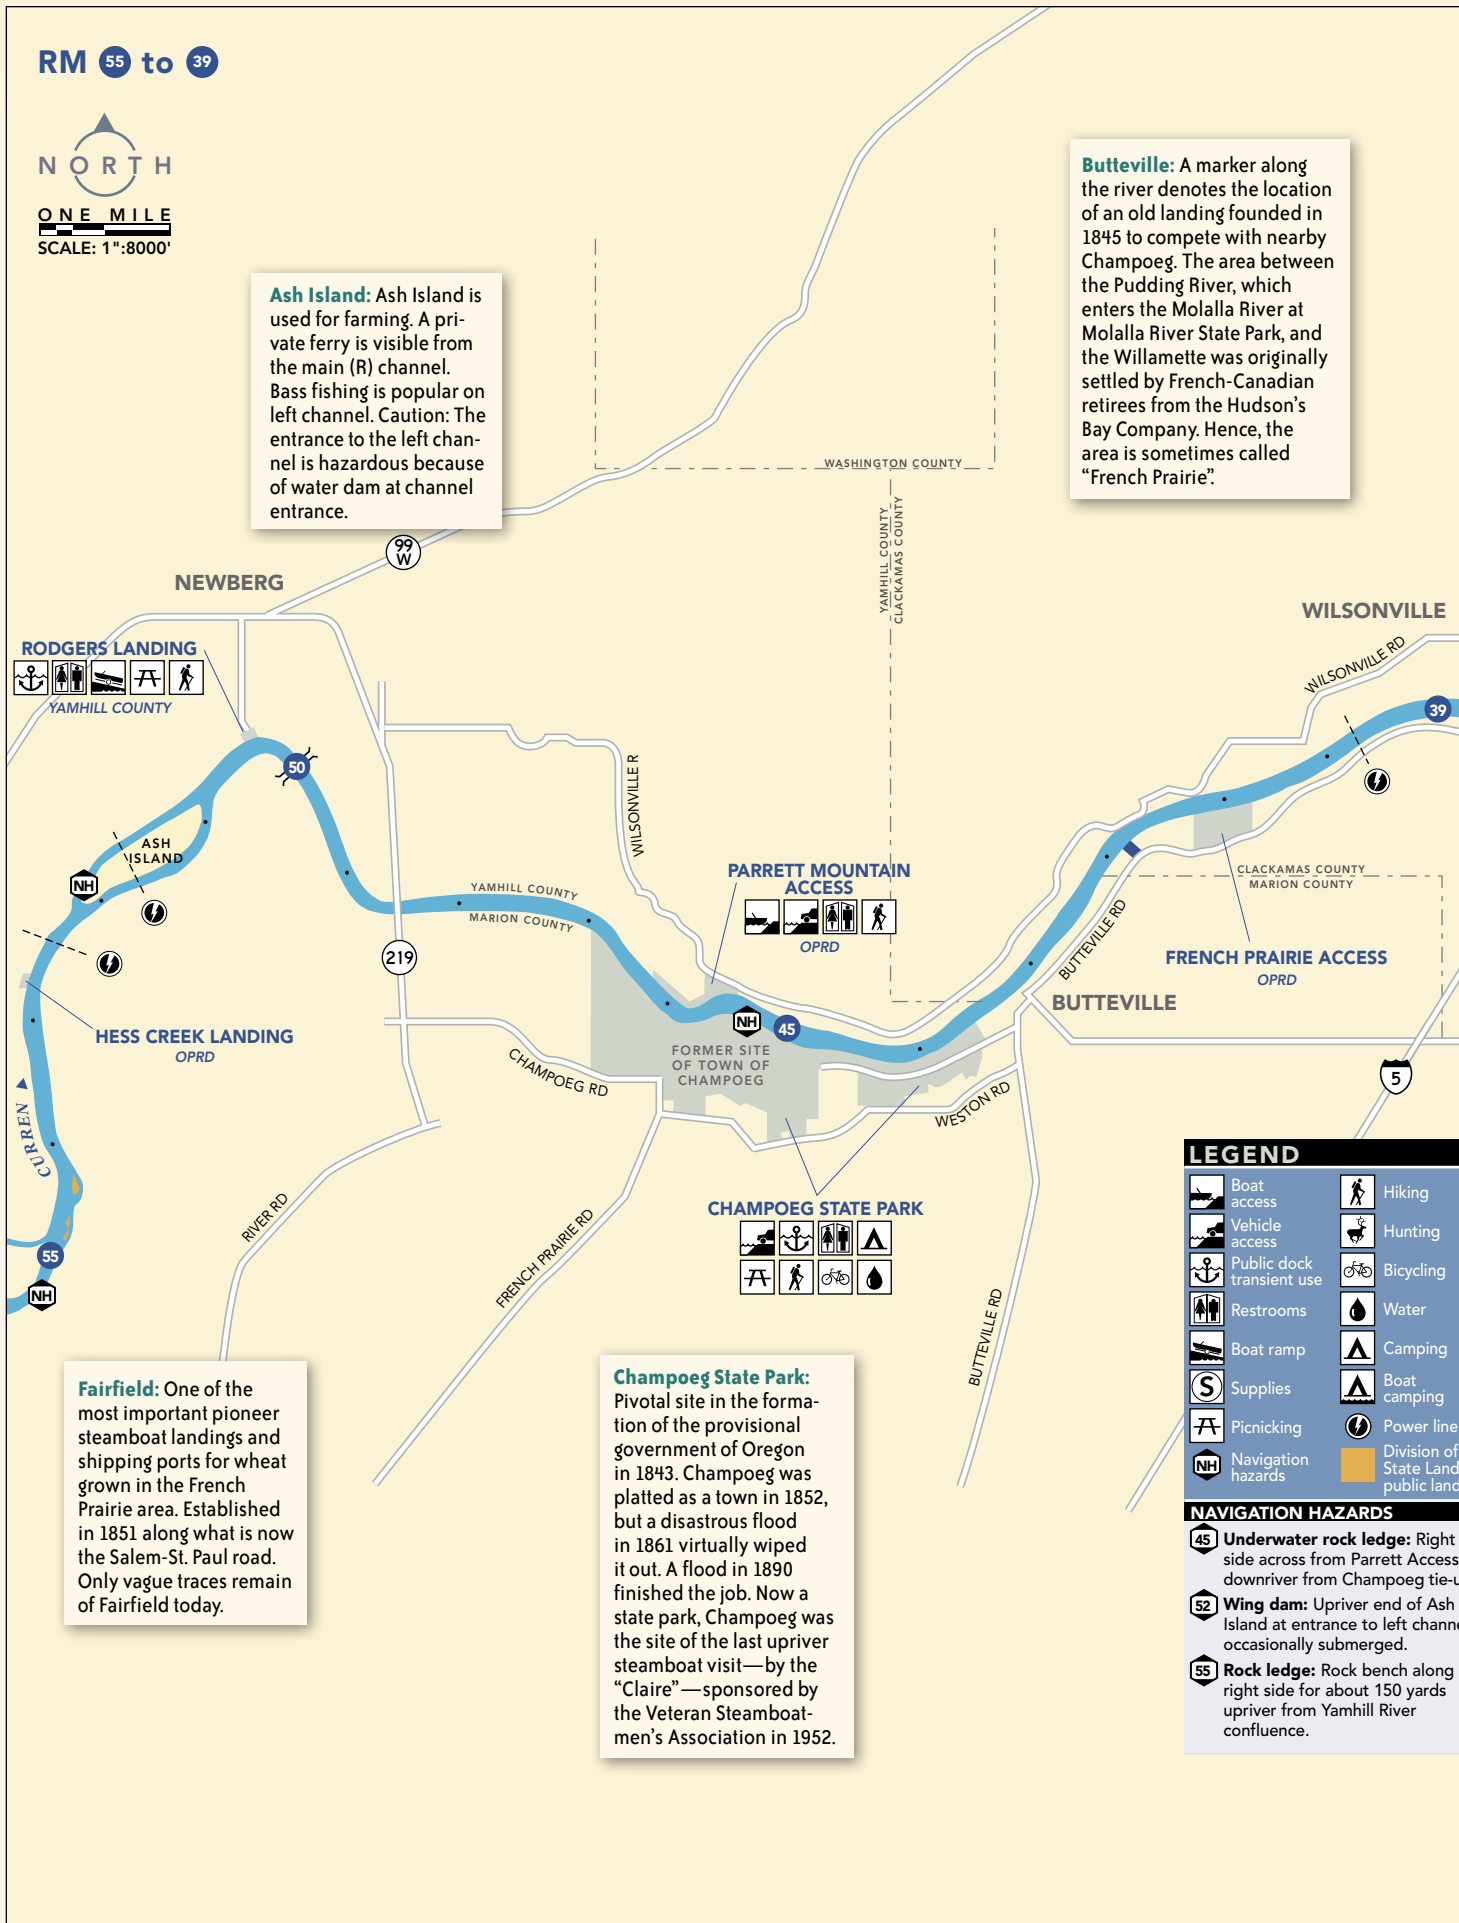 RM 55 to 39
NORTH
ONE MILE
SCALE: 1":8000'
Ash Island: Ash Island is
used for farming. A pri-
vate ferry is visible from
the main (R) channel.
Bass fishing is popular on
left channel. Caution: The
entrance to the left chan-
nel is hazardous because
of water dam at channel
entrance.
Butteville: A marker along
the river denotes the location
of an old landing founded in
1845 to compete with nearby
Champoeg. The area between
the Pudding River, which
enters the Molalla River at
Molalla River State Park, and
the Willamette was originally
settled by French-Canadian
retirees from the Hudson's
Bay Company. Hence, the
area is sometimes called
“French Prairie”.
WASHINGTON COUNTY
YAMHILL COUNTY
CLACKAMAS COUNTY
99
W
NEWBERG
WILSONVILLE
RODGERS LANDING
YAMHILL COUNTY
WILSONVILLE RD
39
50
WILSONVILLE R
ASH
ISLAND
NH
PARRETT MOUNTAIN
ACCESS
OPRD
YAMHILL COUNTY
MARION COUNTY
CLACKAMAS COUNTY
MARION COUNTY
219
BUTTEVILLE RD
FRENCH PRAIRIE ACCESS
OPRD
BUTTEVILLE
HESS CREEK LANDING
OPRD
NH
45
FORMER SITE
OF TOWN OF
CHAMPOEG
CHAMPOEG RD
WESTON RD
5
CURREN
CHAMPOEG STATE PARK
RIVER RD
FRENCH PRAIRIE RD
BUTTEVILLE RD
55
NH
LEGEND
Boat
access
Vehicle
access
Public dock
transient use
Restrooms
Boat ramp
S Supplies
Picnicking
NH Navigation
hazards
Hiking
Hunting
Bicycling
Water
Camping
Boat
camping
Power line
Division of
State Land
public land
NAVIGATION HAZARDS
45 Underwater rock ledge: Right
side across from Parrett Access
downriver from Champoeg tie-u
52 Wing dam: Upriver end of Ash
Island at entrance to left channe
occasionally submerged.
55 Rock ledge: Rock bench along
right side for about 150 yards
upriver from Yamhill River
confluence.
Fairfield: One of the
most important pioneer
steamboat landings and
shipping ports for wheat
grown in the French
Prairie area. Established
in 1851 along what is now
the Salem-St. Paul road.
Only vague traces remain
of Fairfield today.
Champoeg State Park:
Pivotal site in the forma-
tion of the provisional
government of Oregon
in 1843. Champoeg was
platted as a town in 1852,
but a disastrous flood
in 1861 virtually wiped
it out. A flood in 1890
finished the job. Now a
state park, Champoeg was
the site of the last upriver
steamboat visit—by the
“Claire”—sponsored by
the Veteran Steamboat-
men's Association in 1952.